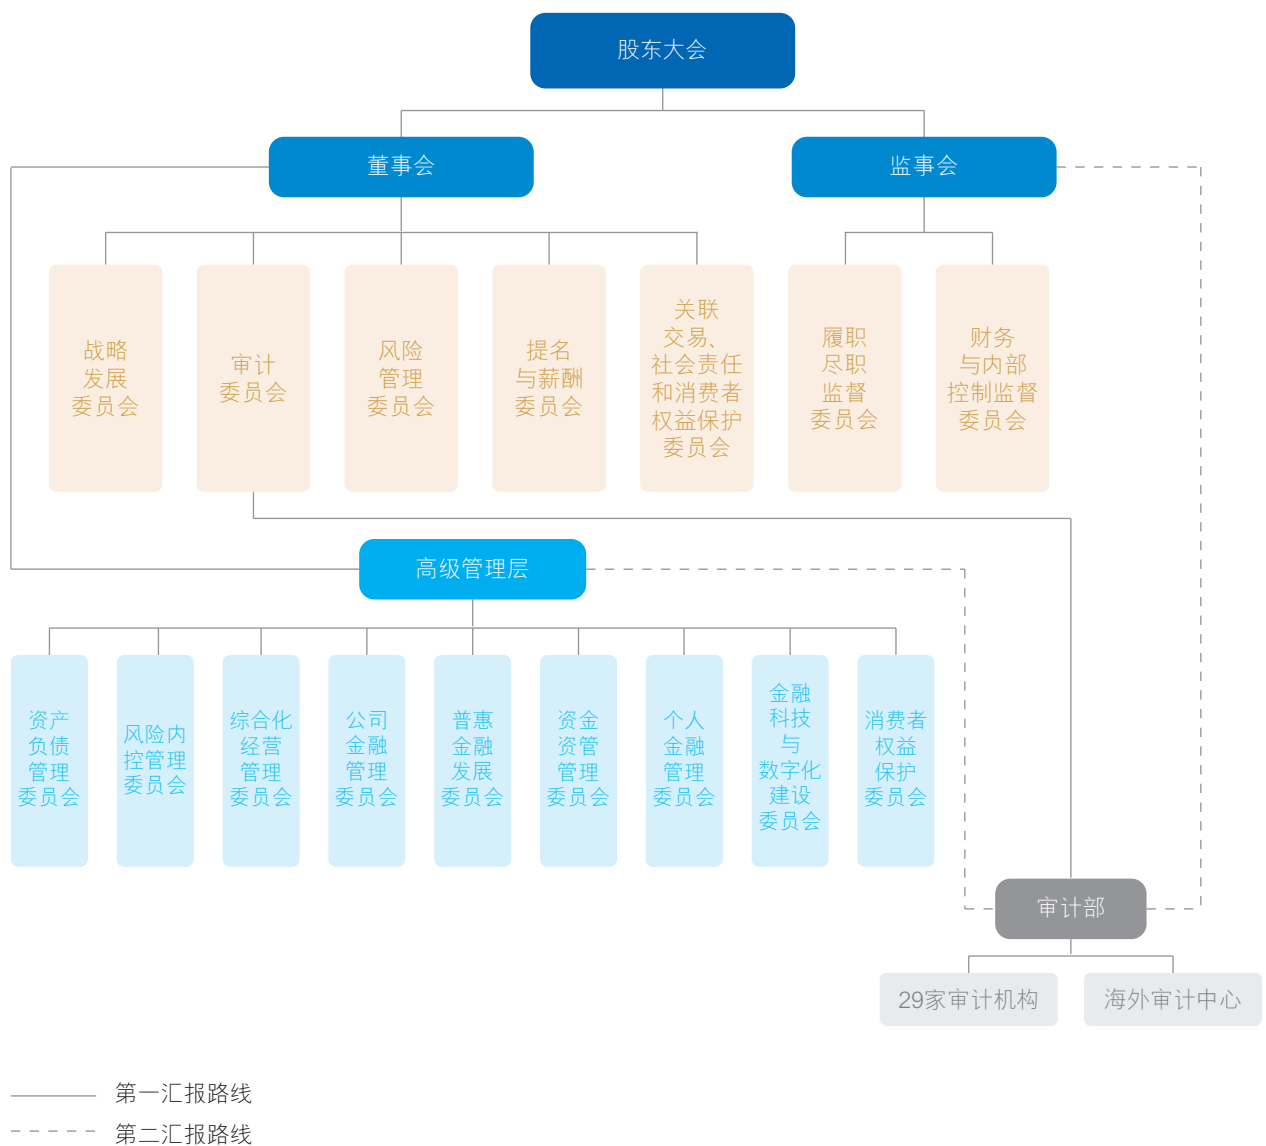 股东大会
董事会
监事会
战略
发展
委员会
审计
委员会
风险
管理
委员会
提名
与薪酬
委员会
关联
交易、
社会责任
和消费者
权益保护
委员会
履职
尽职
监督
委员会
财务
与内部
控制监督
委员会
高级管理层
资产
负债
管理
委员会
风险内
控管理
委员会
综合化
经营
管理
委员会
公司
金融
管理
委员会
普惠
金融
发展
委员会
资金
资管
管理
委员会
个人
金融
管理
委员会
金融
科技
与
数字化
建设
委员会
消费者
权益
保护
委员会
审计部
29家审计机构
海外审计中心
第一汇报路线
第二汇报路线